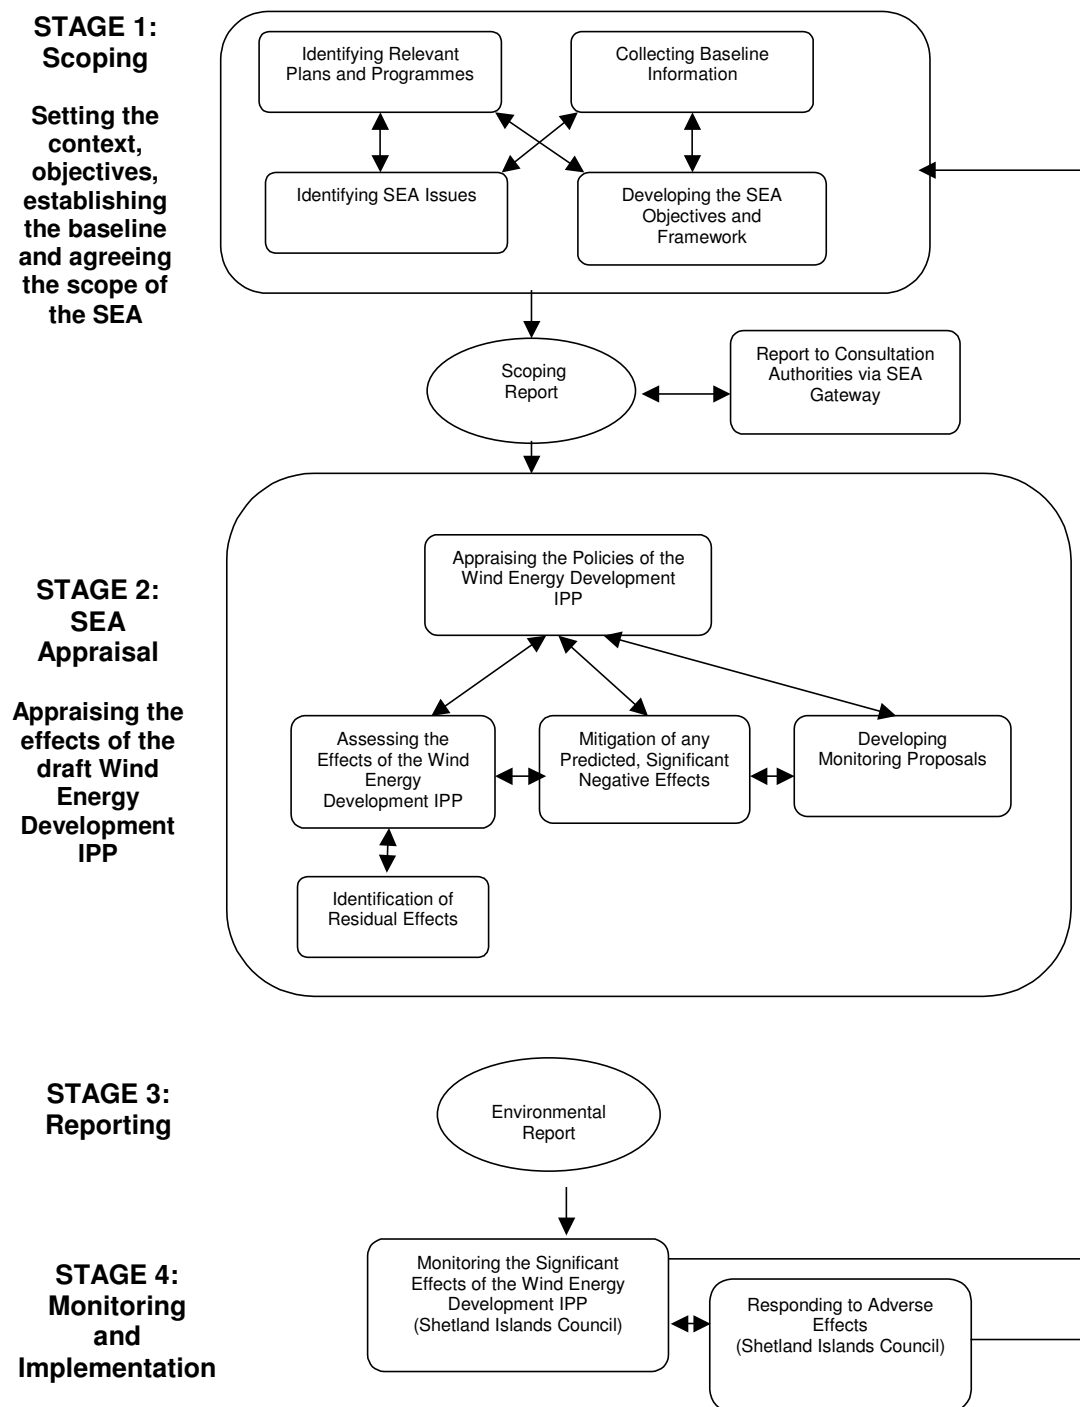 STAGE 1:
Scoping
Setting the
context,
objectives,
establishing
the baseline
and agreeing
the scope of
the SEA
Identifying Relevant
Plans and Programmes
Collecting Baseline
Information
Identifying SEA Issues
Developing the SEA
Objectives and
Framework
Scoping
Report
Report to Consultation
Authorities via SEA
Gateway
STAGE 2:
SEA
Appraisal
Appraising the
effects of the
draft Wind
Energy
Development
IPP
Appraising the Policies of the
Wind Energy Development
IPP
Assessing the
Effects of the Wind
Energy
Development IPP
Mitigation of any
Predicted, Significant
Negative Effects
Developing
Monitoring Proposals
Identification of
Residual Effects
STAGE 3:
Reporting
Environmental
Report
STAGE 4:
Monitoring
and
Implementation
Monitoring the Significant
Effects of the Wind Energy
Development IPP
(Shetland Islands Council)
Responding to Adverse
Effects
(Shetland Islands Council)